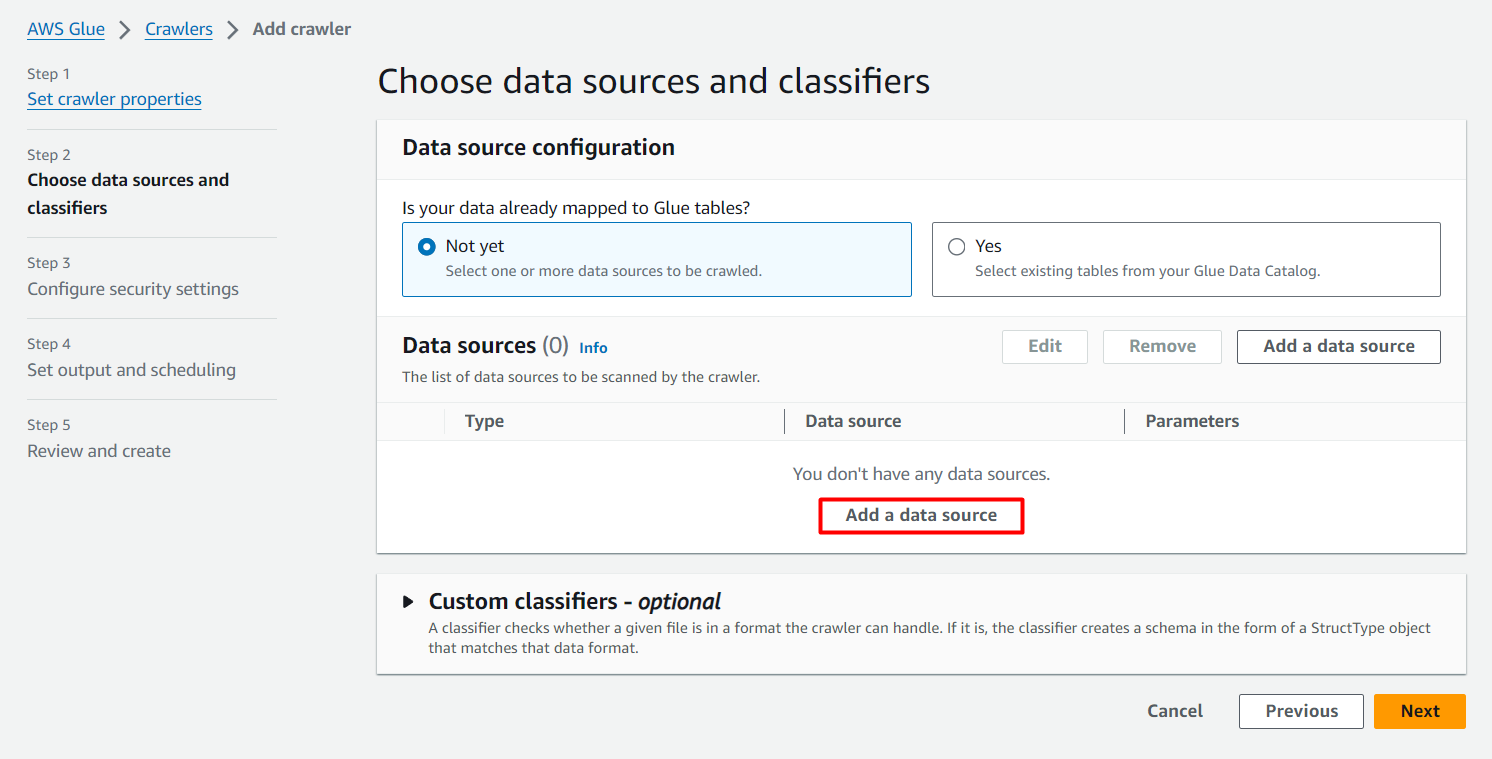 AWS Glue > Crawlers > Add crawler
Step 1
Set crawler properties
Step 2
Choose data sources and
classifiers
Step 3
Configure security settings
Step 4
Set output and scheduling
Step 5
Review and create
Choose data sources and classifiers
Data source configuration
Is your data already mapped to Glue tables?
Not yet
Select one or more data sources to be crawled.
Yes
Select existing tables from your Glue Data Catalog.
Data sources (0) Info
Edit Remove Add a data source
The list of data sources to be scanned by the crawler.
Type Data source Parameters
You don't have any data sources.
Add a data source
Custom classifiers - optional
A classifier checks whether a given file is in a format the crawler can handle. If it is, the classifier creates a schema in the form of a StructType object
that matches that data format.
Cancel Previous Next